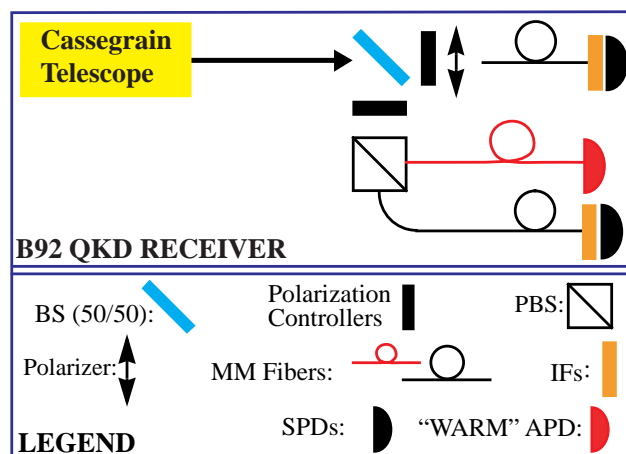 Cassegrain
Telescope
B92 QKD RECEIVER
BS (50/50):
Polarization
Controllers
PBS:
Polarizer:
MM Fibers:
IFs:
SPDs:
“WARM” APD:
LEGEND